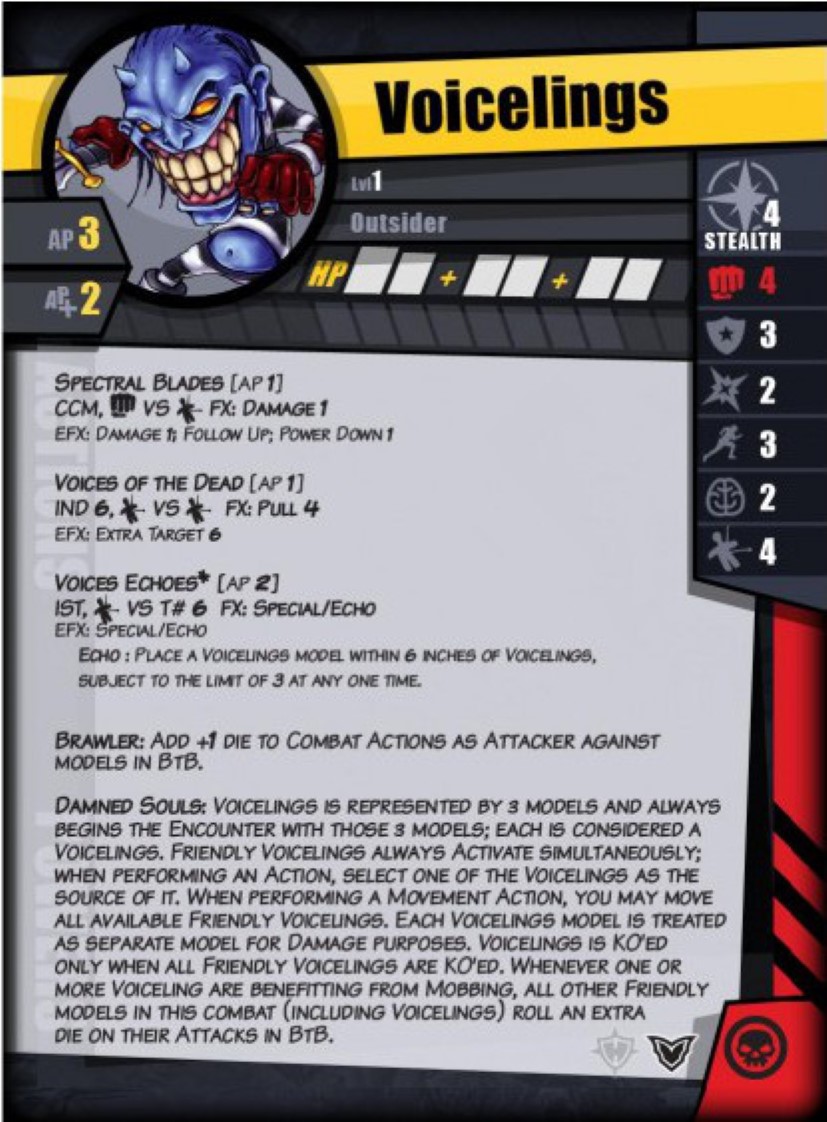 Voicelings
Lvl 1
Outsider
AP 3
AP+ 2
HP + +
4
STEALTH
4
3
2
3
2
4
ACTIONS
SPECTRAL BLADES [AP 1]
CCM, VS FX: DAMAGE 1
EFX: DAMAGE 1; FOLLOW UP; POWER DOWN 1
VOICES OF THE DEAD [AP 1]
IND 6, VS FX: PULL 4
EFX: EXTRA TARGET 6
VOICES ECHOES* [AP 2]
IST, VS T# 6 FX: SPECIAL/ECHO
EFX: SPECIAL/ECHO
ECHO : PLACE A VOICELINGS MODEL WITHIN 6 INCHES OF VOICELINGS,
SUBJECT TO THE LIMIT OF 3 AT ANY ONE TIME.
BRAWLER: ADD +1 DIE TO COMBAT ACTIONS AS ATTACKER AGAINST
MODELS IN BTB.
DAMNED SOULS: VOICELINGS IS REPRESENTED BY 3 MODELS AND ALWAYS
BEGINS THE ENCOUNTER WITH THOSE 3 MODELS; EACH IS CONSIDERED A
VOICELINGS. FRIENDLY VOICELINGS ALWAYS ACTIVATE SIMULTANEOUSLY;
WHEN PERFORMING AN ACTION, SELECT ONE OF THE VOICELINGS AS THE
SOURCE OF IT. WHEN PERFORMING A MOVEMENT ACTION, YOU MAY MOVE
ALL AVAILABLE FRIENDLY VOICELINGS. EACH VOICELINGS MODEL IS TREATED
AS SEPARATE MODEL FOR DAMAGE PURPOSES. VOICELINGS IS KO'ED
ONLY WHEN ALL FRIENDLY VOICELINGS ARE KO'ED. WHENEVER ONE OR
MORE VOICELING ARE BENEFITTING FROM MOBBING, ALL OTHER FRIENDLY
MODELS IN THIS COMBAT (INCLUDING VOICELINGS) ROLL AN EXTRA
DIE ON THEIR ATTACKS IN BTB.